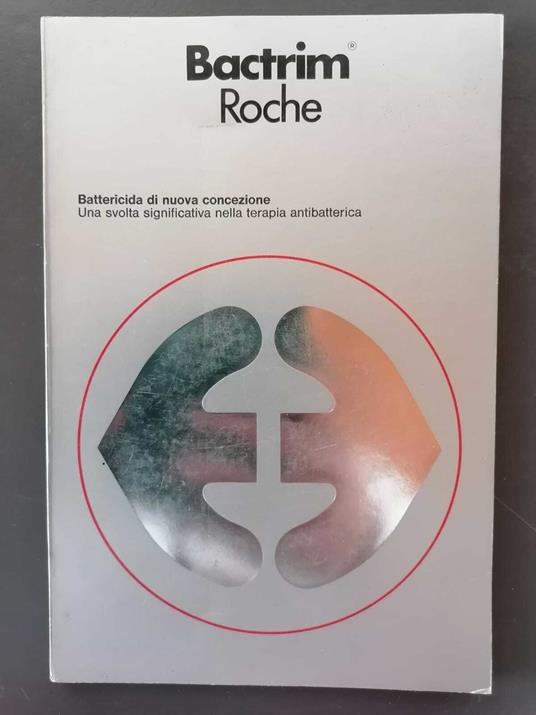 Bactrim®
Roche
Battericida di nuova concezione
Una svolta significativa nella terapia antibatterica